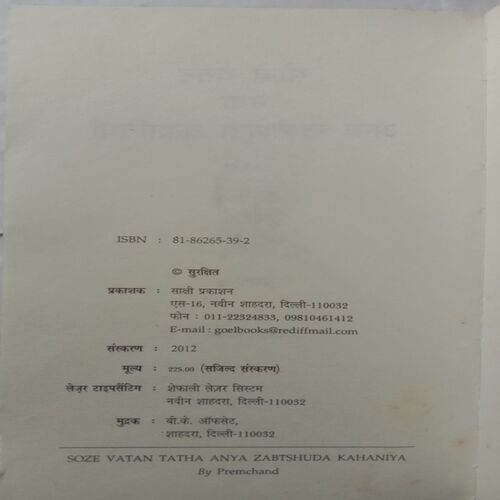 ISBN : 81-86265-39-2
© सुरक्षित
प्रकाशक : साक्षी प्रकाशन
एस-16, नवीन शाहदरा, दिल्ली-110032
फोन : 011-22324833, 09810461412
E-mail : goelbooks@rediffmail.com
संस्करण : 2012
मूल्य : 225.00 (सजिल्द संस्करण)
लेज़र टाइपसैटिंग : शेफाली लेज़र सिस्टम
नवीन शाहदरा, दिल्ली-110032
मुद्रक : बी.के. ऑफसेट,
शाहदरा, दिल्ली-110032
SOZE VATAN TATHA ANYA ZABTSHUDA KAHANIYA
By Premchand